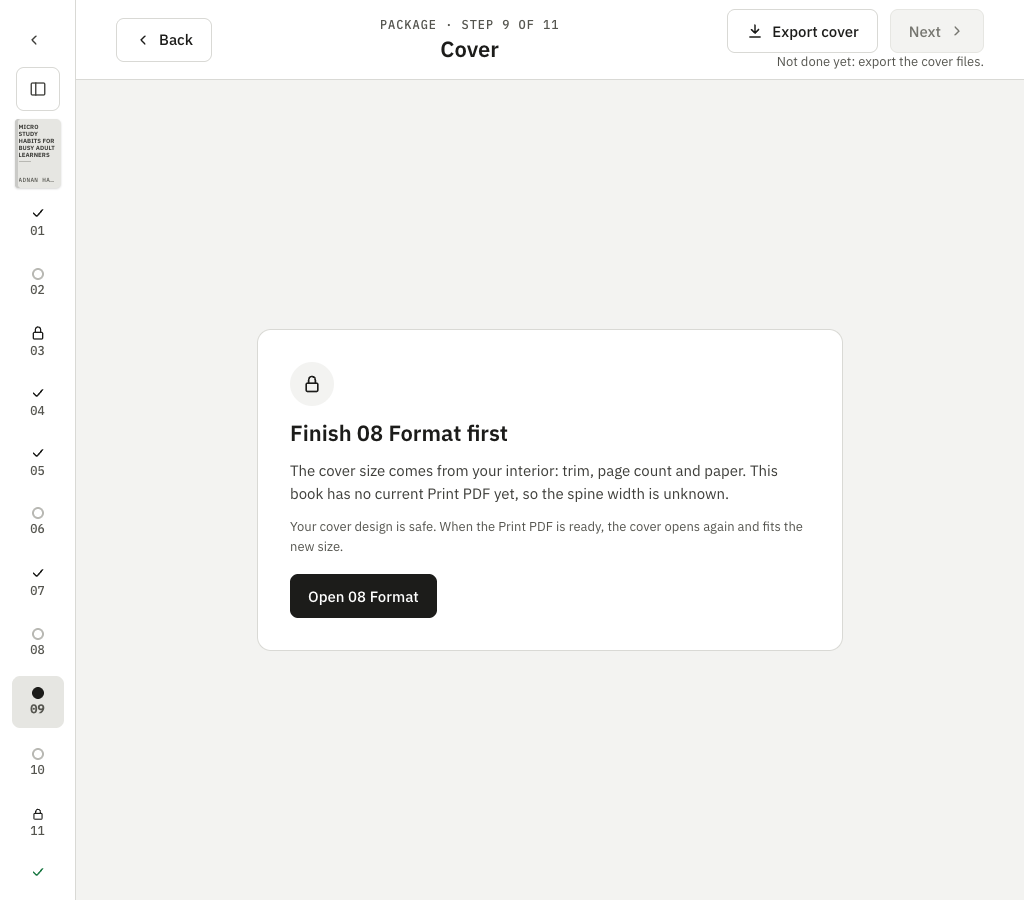 Back
PACKAGE · STEP 9 OF 11
Cover
Export cover
Next
Not done yet: export the cover files.
MICRO
STUDY
HABITS FOR
BUSY ADULT
LEARNERS
ADNAN HA…
01
02
03
04
05
06
07
08
09
10
11
Finish 08 Format first
The cover size comes from your interior: trim, page count and paper. This
book has no current Print PDF yet, so the spine width is unknown.
Your cover design is safe. When the Print PDF is ready, the cover opens again and fits the
new size.
Open 08 Format